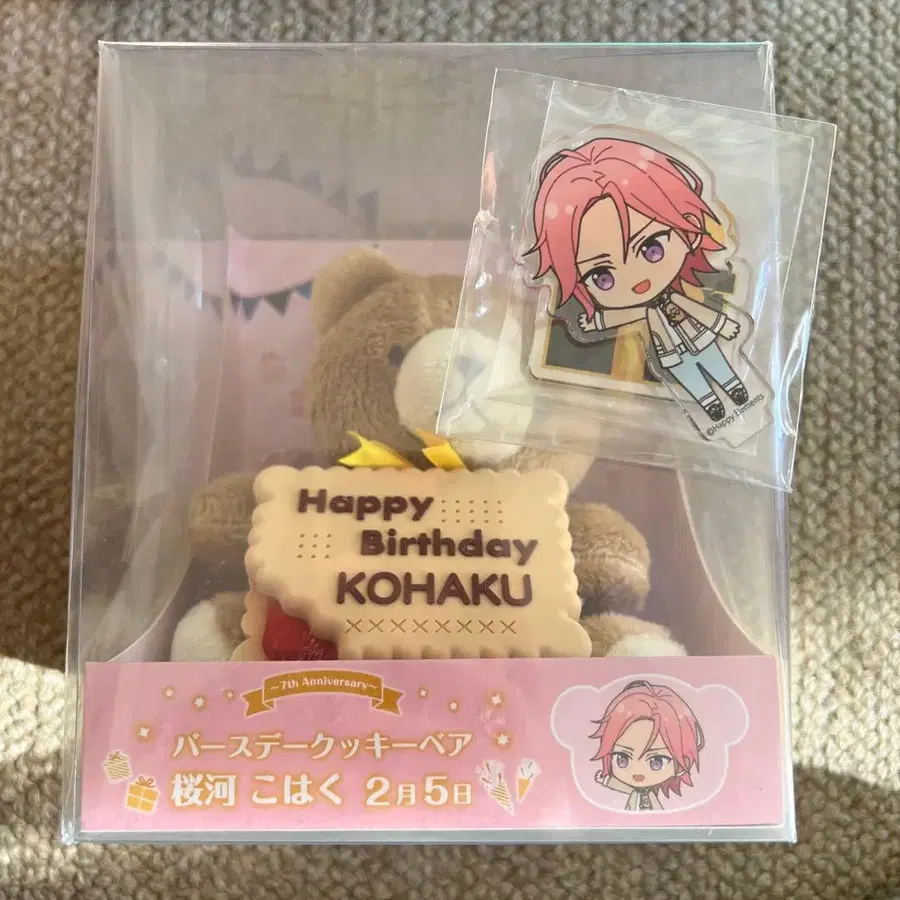 ©Happy Elements
Happy
Birthday
KOHAKU
~7th Anniversary~
バースデークッキーベア
桜河 こはく 2月5日